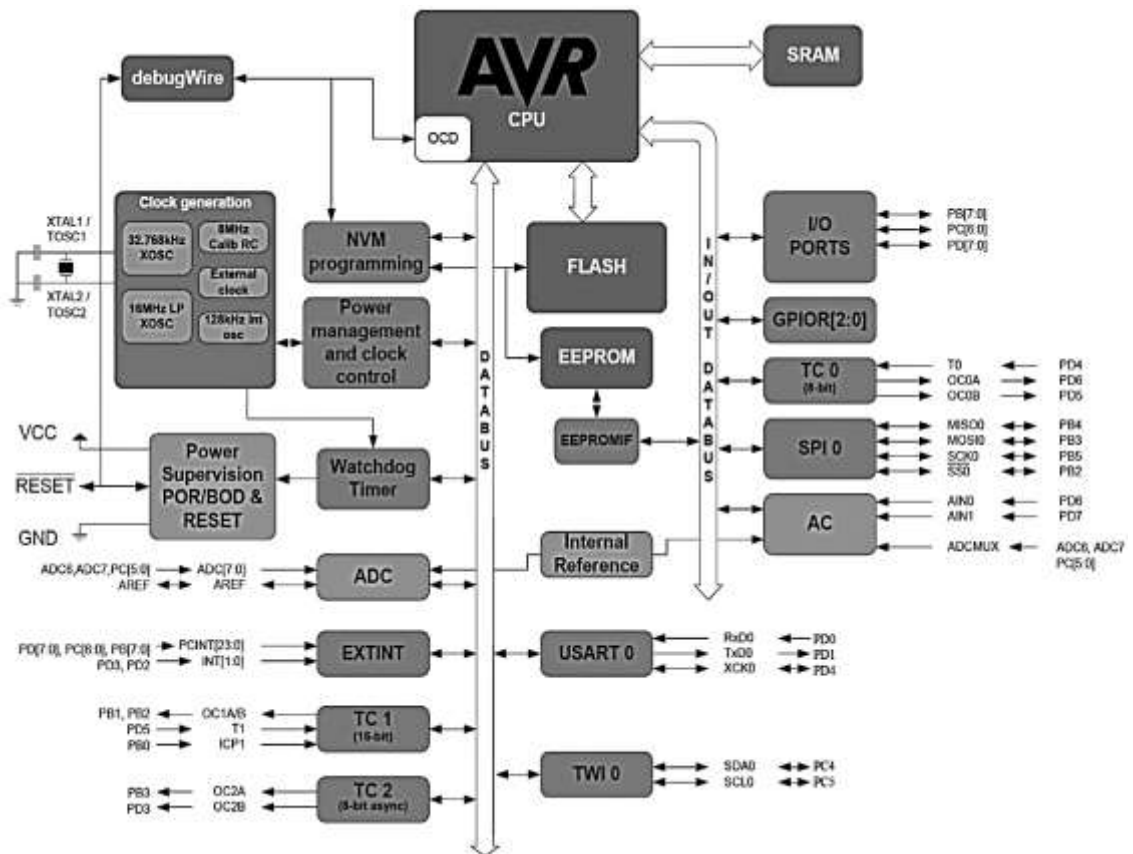 AVR
CPU
OCD
SRAM
debugWire
Clock generation
XTAL1 /
TOSC1
32.768kHz
XOSC
8MHz
Calib RC
External
clock
XTAL2 /
TOSC2
16MHz LP
XOSC
128kHz int
osc
NVM
programming
Power
management
and clock
control
FLASH
EEPROM
EEPROMIF
DATABUS
IN/OUT DATABUS
I/O
PORTS
PB[7:0]
PC[6:0]
PD[7:0]
GPIOR[2:0]
TC 0
(8-bit)
T0 PD4
OC0A PD6
OC0B PD5
SPI 0
MISO0 PB4
MOSI0 PB3
SCK0 PB5
SS0 PB2
AC
AIN0 PD6
AIN1 PD7
ADCMUX ADC6, ADC7
PC[5:0]
VCC
RESET
GND
Power
Supervision
POR/BOD &
RESET
Watchdog
Timer
Internal
Reference
ADC6,ADC7,PC[5:0] ADC[7:0]
AREF AREF
ADC
PD[7:0], PC[6:0], PB[7:0] PCINT[23:0]
PD3, PD2 INT[1:0]
EXTINT
USART 0
RxD0 PD0
TxD0 PD1
XCK0 PD4
PB1, PB2 OC1A/B
PD5 T1
PB0 ICP1
TC 1
(16-bit)
TWI 0
SDA0 PC4
SCL0 PC5
PB3 OC2A
PD3 OC2B
TC 2
(8-bit async)